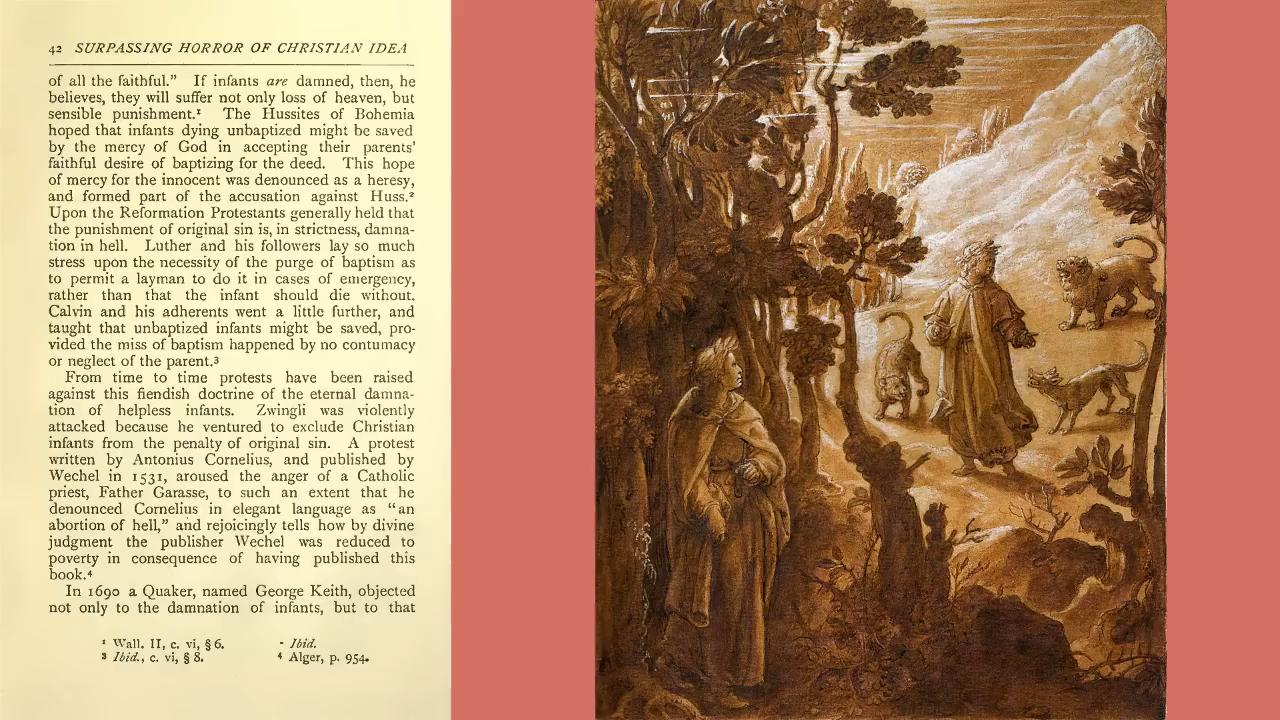 42 SURPASSING HORROR OF CHRISTIAN IDEA
of all the faithful." If infants are damned, then, he
believes, they will suffer not only loss of heaven, but
sensible punishment.¹ The Hussites of Bohemia
hoped that infants dying unbaptized might be saved
by the mercy of God in accepting their parents'
faithful desire of baptizing for the deed. This hope
of mercy for the innocent was denounced as a heresy,
and formed part of the accusation against Huss.²
Upon the Reformation Protestants generally held that
the punishment of original sin is, in strictness, damna-
tion in hell. Luther and his followers lay so much
stress upon the necessity of the purge of baptism as
to permit a layman to do it in cases of emergency,
rather than that the infant should die without.
Calvin and his adherents went a little further, and
taught that unbaptized infants might be saved, pro-
vided the miss of baptism happened by no contumacy
or neglect of the parent.³
From time to time protests have been raised
against this fiendish doctrine of the eternal damna-
tion of helpless infants. Zwingli was violently
attacked because he ventured to exclude Christian
infants from the penalty of original sin. A protest
written by Antonius Cornelius, and published by
Wechel in 1531, aroused the anger of a Catholic
priest, Father Garasse, to such an extent that he
denounced Cornelius in elegant language as "an
abortion of hell," and rejoicingly tells how by divine
judgment the publisher Wechel was reduced to
poverty in consequence of having published this
book.⁴
In 1690 a Quaker, named George Keith, objected
not only to the damnation of infants, but to that
¹ Wall. II, c. vi, § 6. - Ibid.
³ Ibid., c. vi, § 8. ⁴ Alger, p. 954.